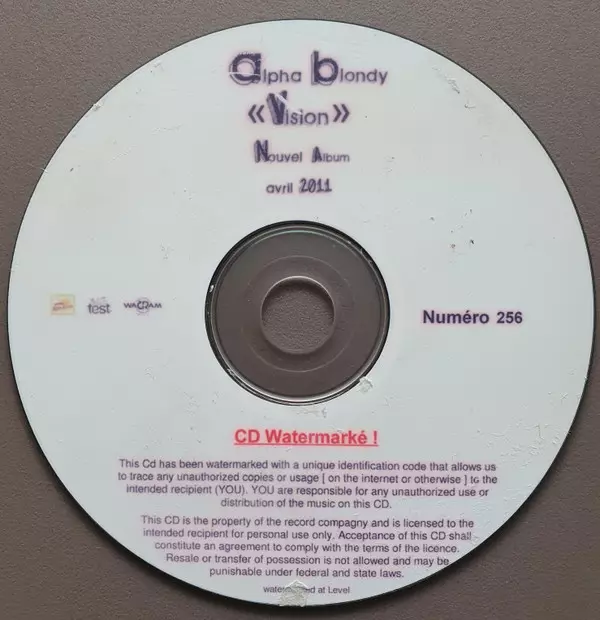 alpha blondy
«Vision»
Nouvel Album
avril 2011
test WAGRAM
Numéro 256
CD Watermarké !
This Cd has been watermarked with a unique identification code that allows us
to trace any unauthorized copies or usage [ on the internet or otherwise ] to the
intended recipient (YOU). YOU are responsible for any unauthorized use or
distribution of the music on this CD.
This CD is the property of the record compagny and is licensed to the
intended recipient for personal use only. Acceptance of this CD shall
constitute an agreement to comply with the terms of the licence.
Resale or transfer of possession is not allowed and may be
punishable under federal and state laws.
at Level